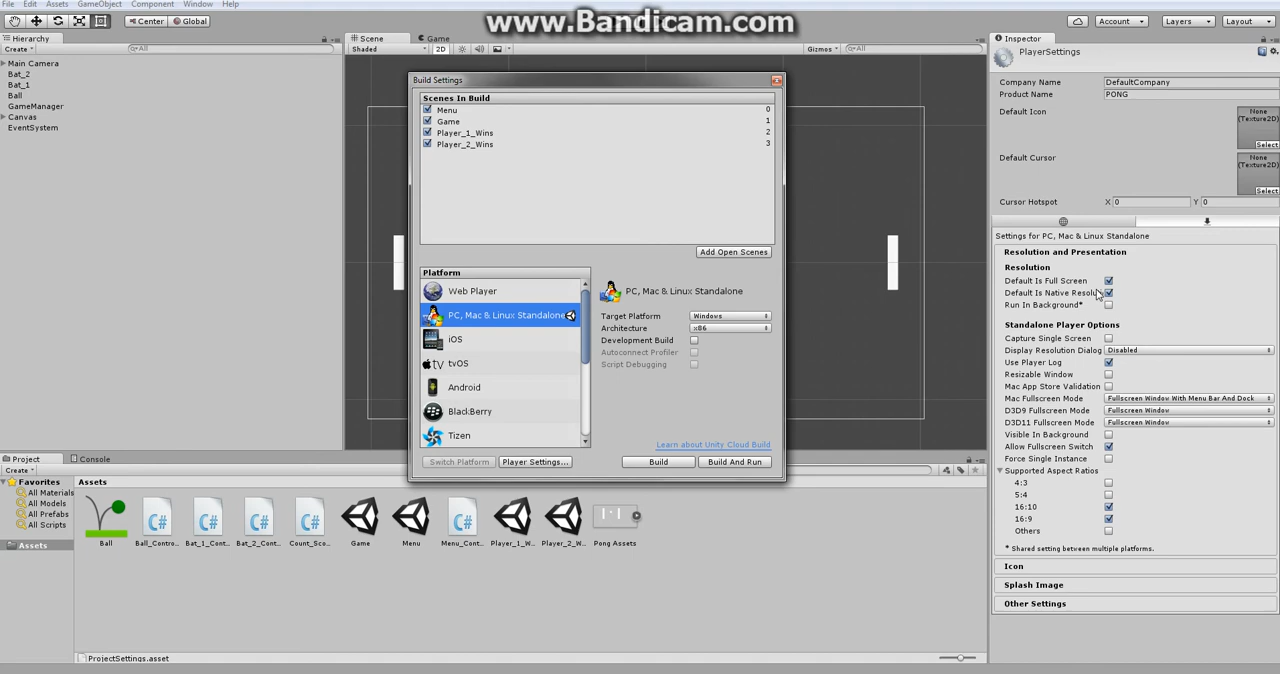 File Edit Assets GameObject Component Window Help
www.Bandicam.com
Center Global
Account Layers Layout
Hierarchy
Create All
Main Camera
Bat_2
Bat_1
Ball
GameManager
Canvas
EventSystem
Scene Game
Shaded 2D Gizmos All
Build Settings
Scenes In Build
Menu 0
Game 1
Player_1_Wins 2
Player_2_Wins 3
Add Open Scenes
Platform
Web Player
PC, Mac & Linux Standalone
iOS
tvOS
Android
BlackBerry
Tizen
PC, Mac & Linux Standalone
Target Platform Windows
Architecture x86
Development Build
Autoconnect Profiler
Script Debugging
Learn about Unity Cloud Build
Switch Platform Player Settings... Build Build And Run
Inspector
PlayerSettings
Company Name DefaultCompany
Product Name PONG
Default Icon None
(Texture2D)
Select
Default Cursor None
(Texture2D)
Select
Cursor Hotspot X 0 Y 0
Settings for PC, Mac & Linux Standalone
Resolution and Presentation
Resolution
Default Is Full Screen
Default Is Native Resolu
Run In Background*
Standalone Player Options
Capture Single Screen
Display Resolution Dialog Disabled
Use Player Log
Resizable Window
Mac App Store Validation
Mac Fullscreen Mode Fullscreen Window With Menu Bar And Dock
D3D9 Fullscreen Mode Fullscreen Window
D3D11 Fullscreen Mode Fullscreen Window
Visible In Background
Allow Fullscreen Switch
Force Single Instance
Supported Aspect Ratios
4:3
5:4
16:10
16:9
Others
* Shared setting between multiple platforms.
Icon
Splash Image
Other Settings
Project Console
Create
Favorites
All Materials
All Models
All Prefabs
All Scripts
Assets
Assets
Ball Ball_Contro... Bat_1_Cont... Bat_2_Cont... Count_Sco... Game Menu Menu_Cont... Player_1_W... Player_2_W... Pong Assets
ProjectSettings.asset